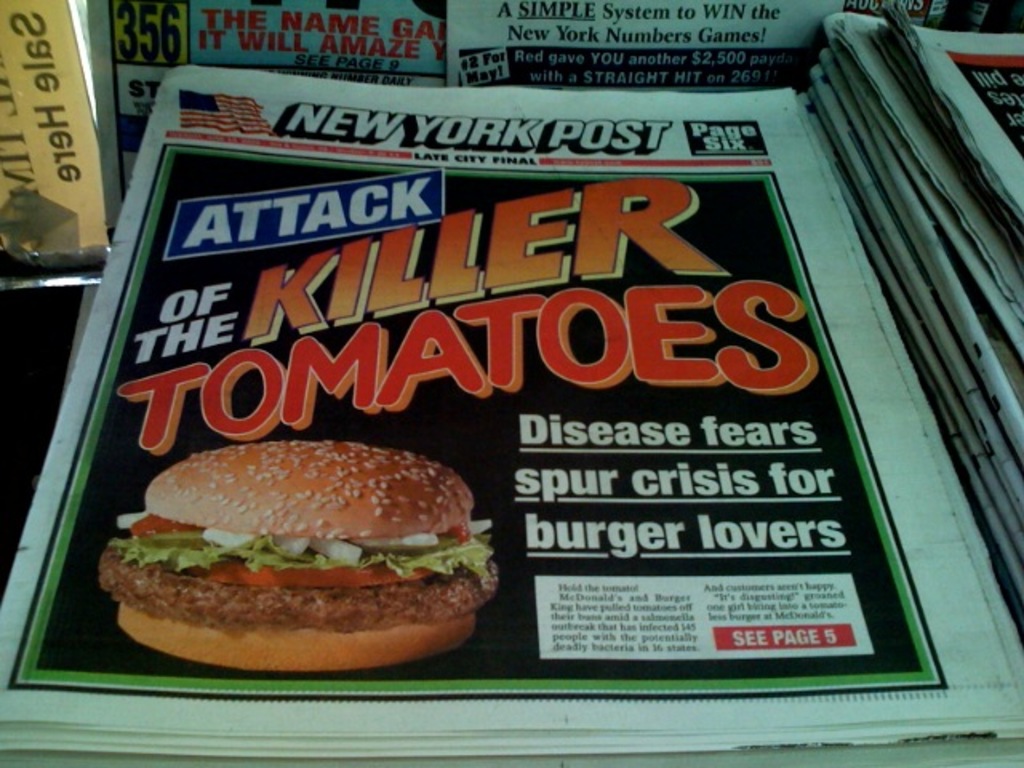 Sale Here
356
THE NAME
IT WILL AMAZE
SEE PAGE 9
NUMBER DAILY
A SIMPLE System to WIN the
New York Numbers Games!
#2 For May!
Red gave YOU another $2,500
with a STRAIGHT HIT on 269!
NEW YORK POST
Page Six
LATE CITY FINAL
ATTACK
OF THE
KILLER
TOMATOES
Disease fears
spur crisis for
burger lovers
Hold the tomato!
McDonald's and Burger
King have pulled tomatoes off
their buns amid a salmonella
outbreak that has infected 145
people with the potentially
deadly bacteria in 16 states.
And customers aren't happy.
"It's disgusting!" groaned
one girl biting into a tomato-
less burger at McDonald's.
SEE PAGE 5